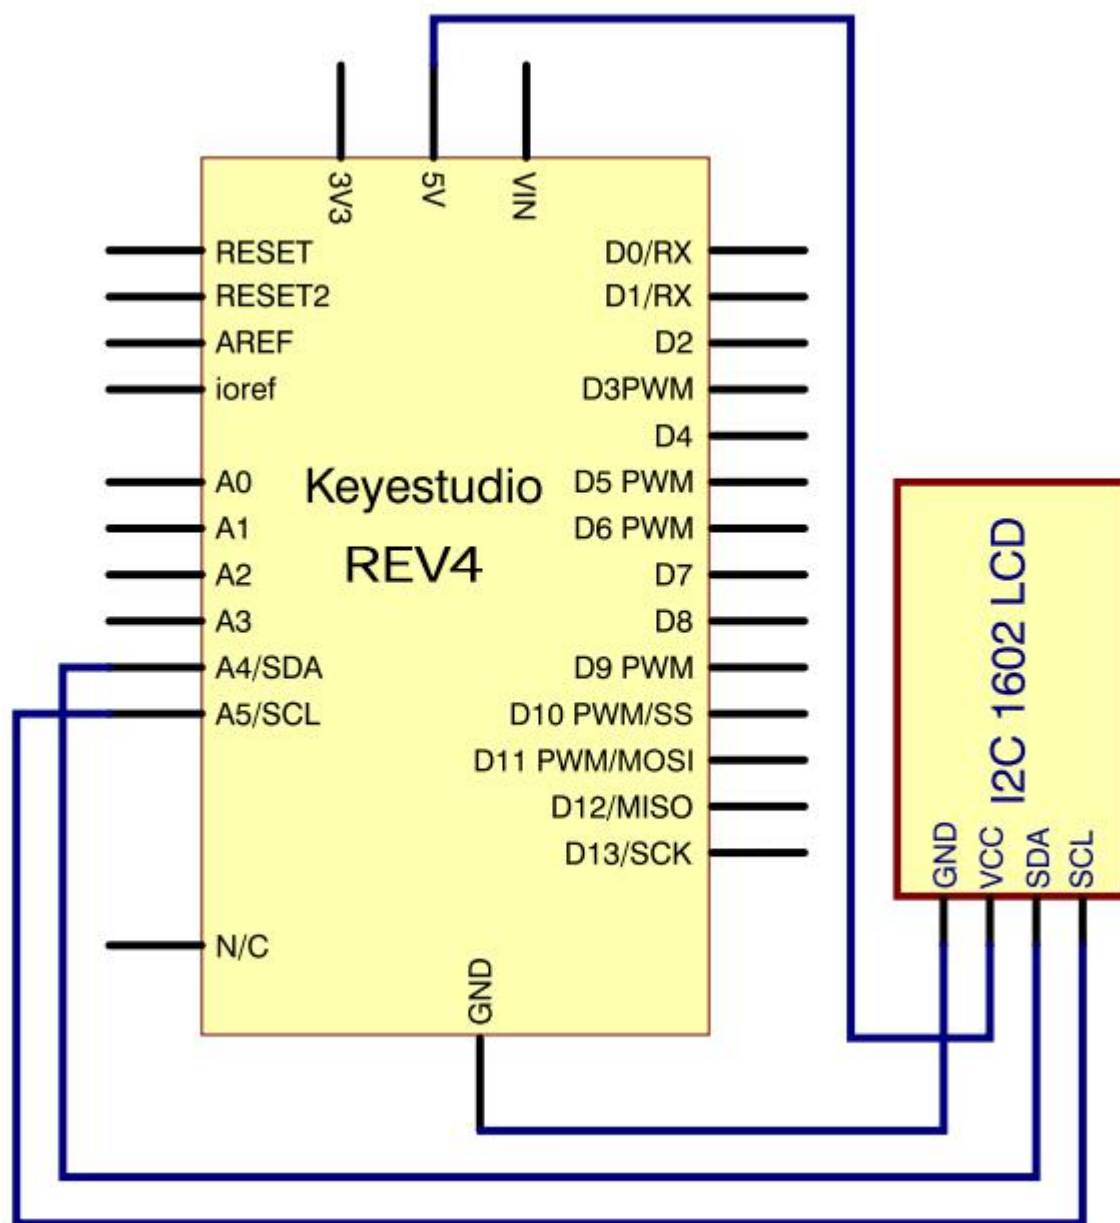 3V3
5V
VIN
RESET
RESET2
AREF
ioref
A0
A1
A2
A3
A4/SDA
A5/SCL
N/C
Keyestudio
REV4
D0/RX
D1/RX
D2
D3PWM
D4
D5 PWM
D6 PWM
D7
D8
D9 PWM
D10 PWM/SS
D11 PWM/MOSI
D12/MISO
D13/SCK
GND
I2C 1602 LCD
GND
VCC
SDA
SCL